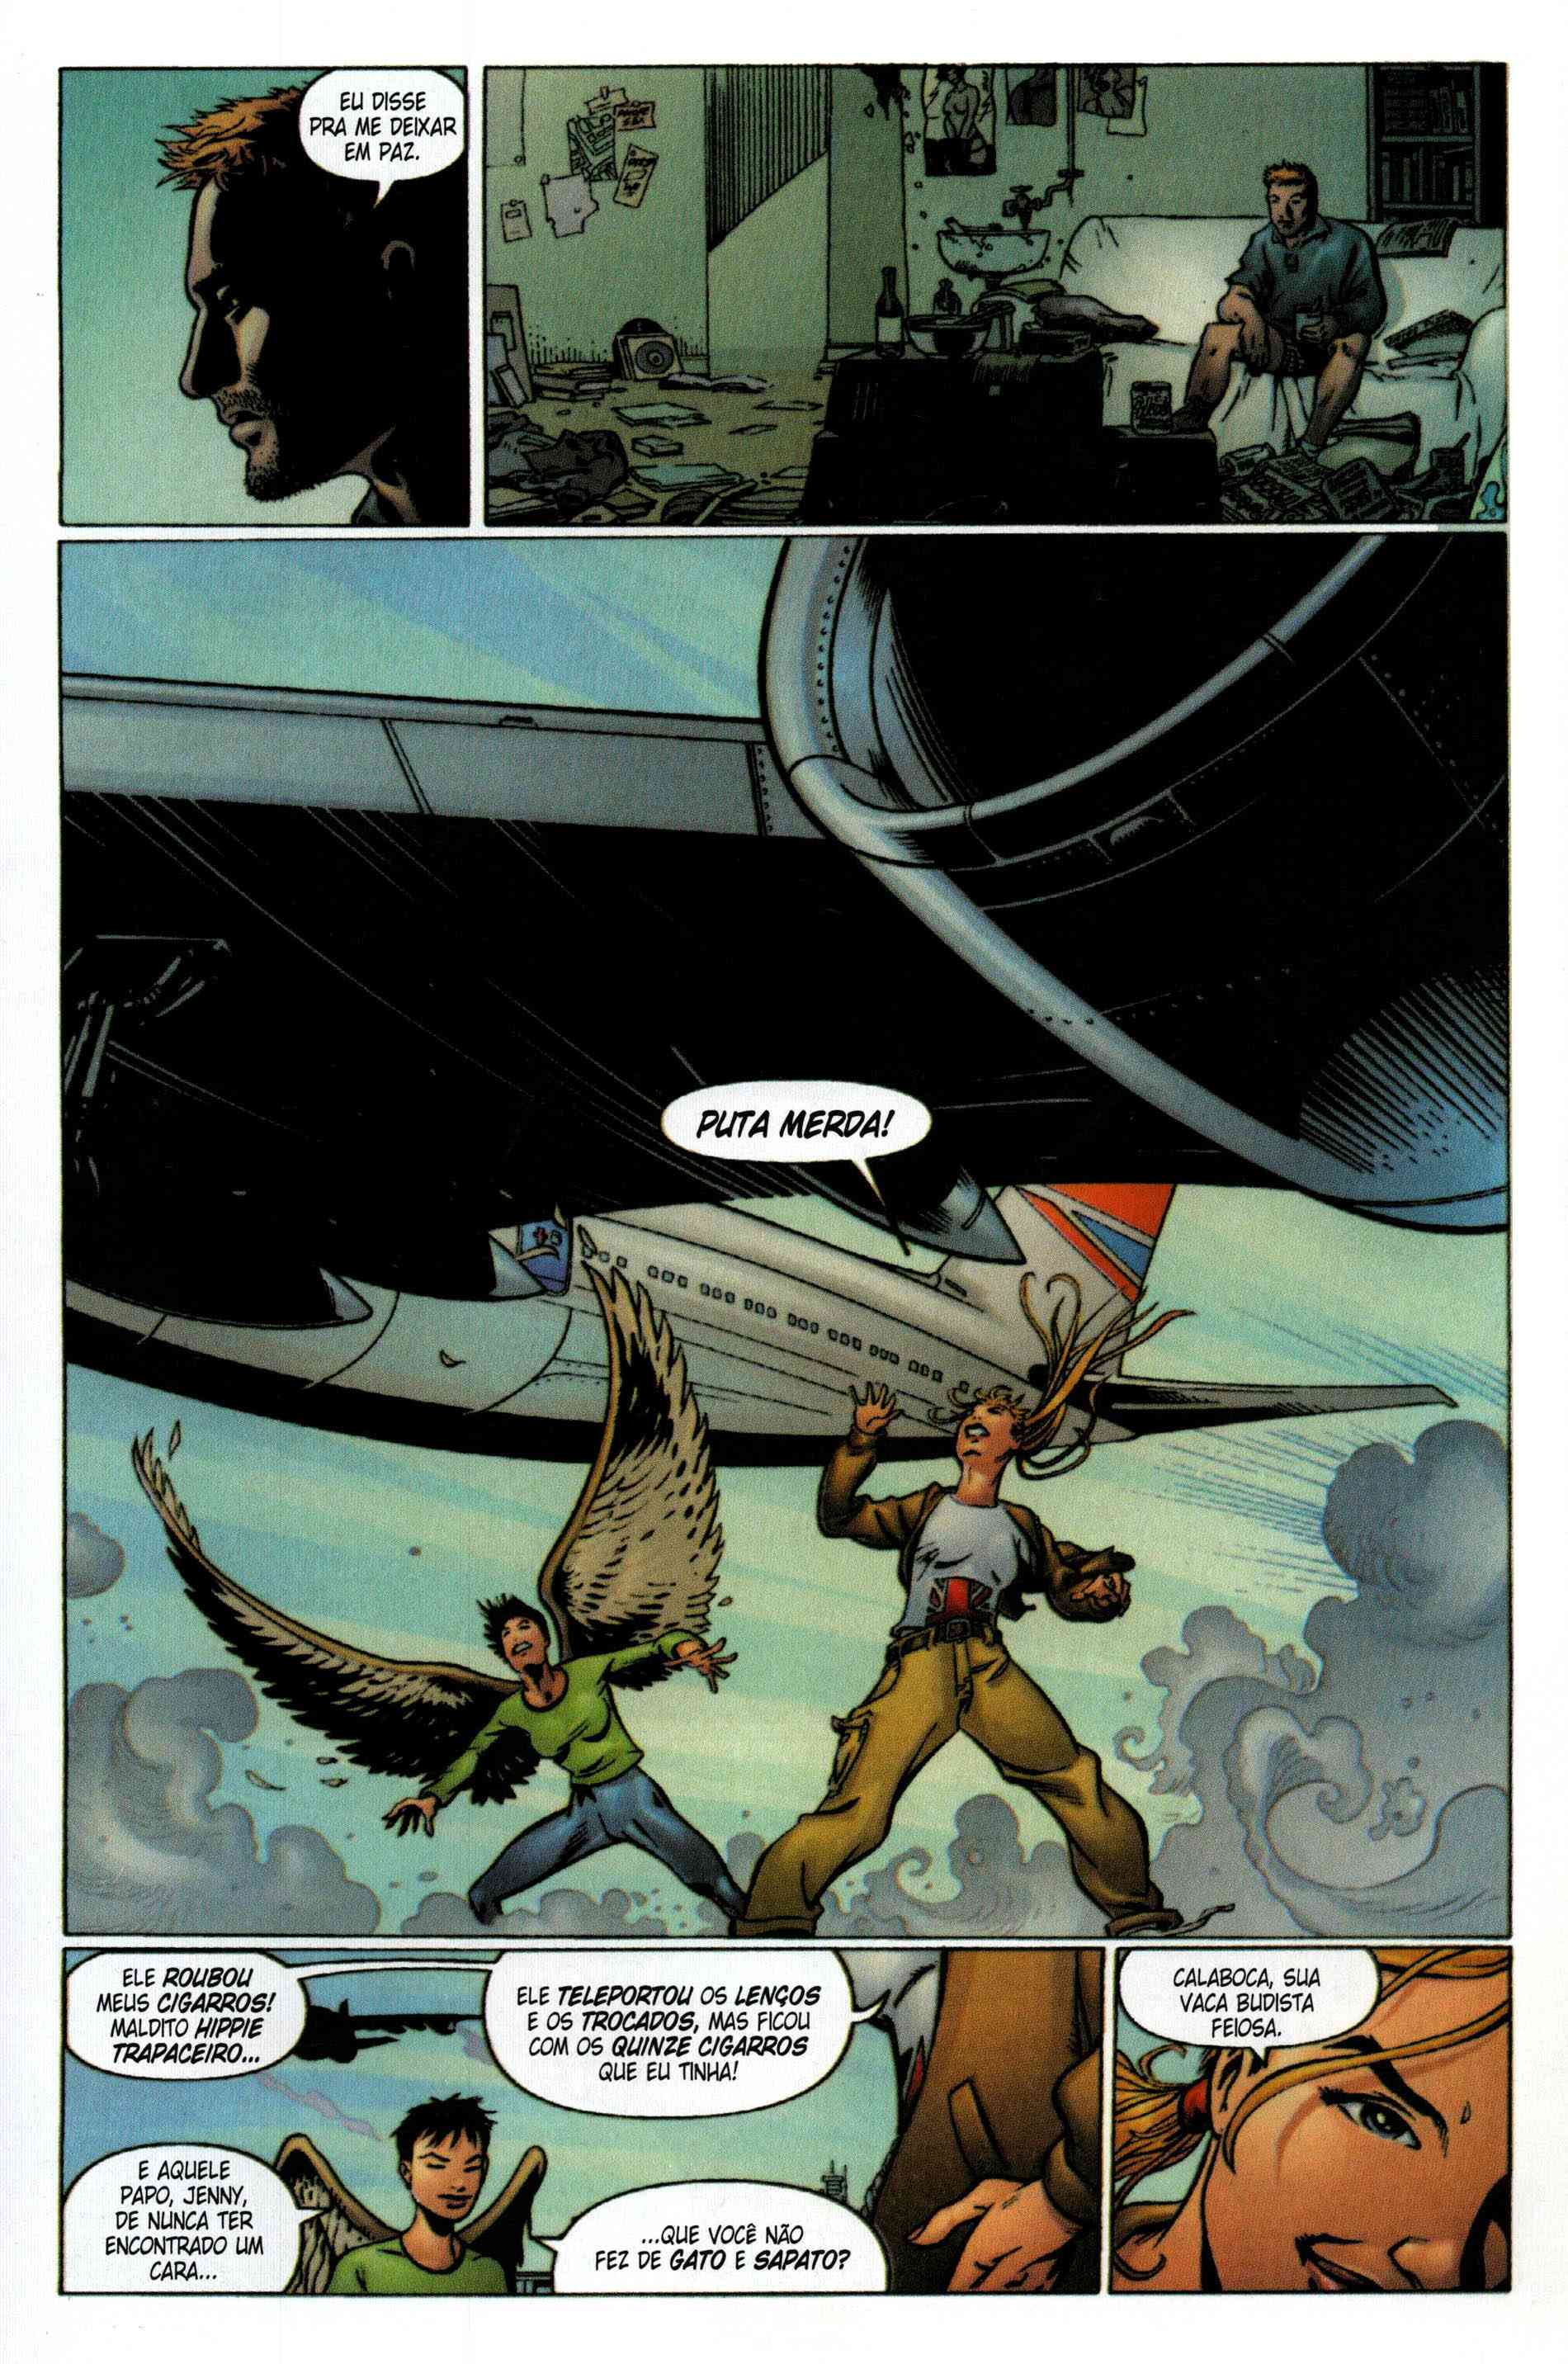 EU DISSE
PRA ME DEIXAR
EM PAZ.
PUTA MERDA!
ELE ROUBOU
MEUS CIGARROS!
MALDITO HIPPIE
TRAPACEIRO...
ELE TELEPORTOU OS LENÇOS
E OS TROCADOS, MAS FICOU
COM OS QUINZE CIGARROS
QUE EU TINHA!
E AQUELE
PAPO, JENNY,
DE NUNCA TER
ENCONTRADO UM
CARA...
...QUE VOCÊ NÃO
FEZ DE GATO E SAPATO?
CALABOCA, SUA
VACA BUDISTA
FEIOSA.